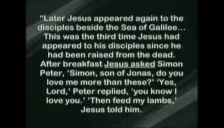 "Later Jesus appeared again to the
disciples beside the Sea of Galilee...
This was the third time Jesus had
appeared to his disciples since he
had been raised from the dead.
After breakfast Jesus asked Simon
Peter, 'Simon, son of Jonas, do you
love me more than these?' 'Yes,
Lord,' Peter replied, 'you know I
love you.' 'Then feed my lambs,'
Jesus told him.